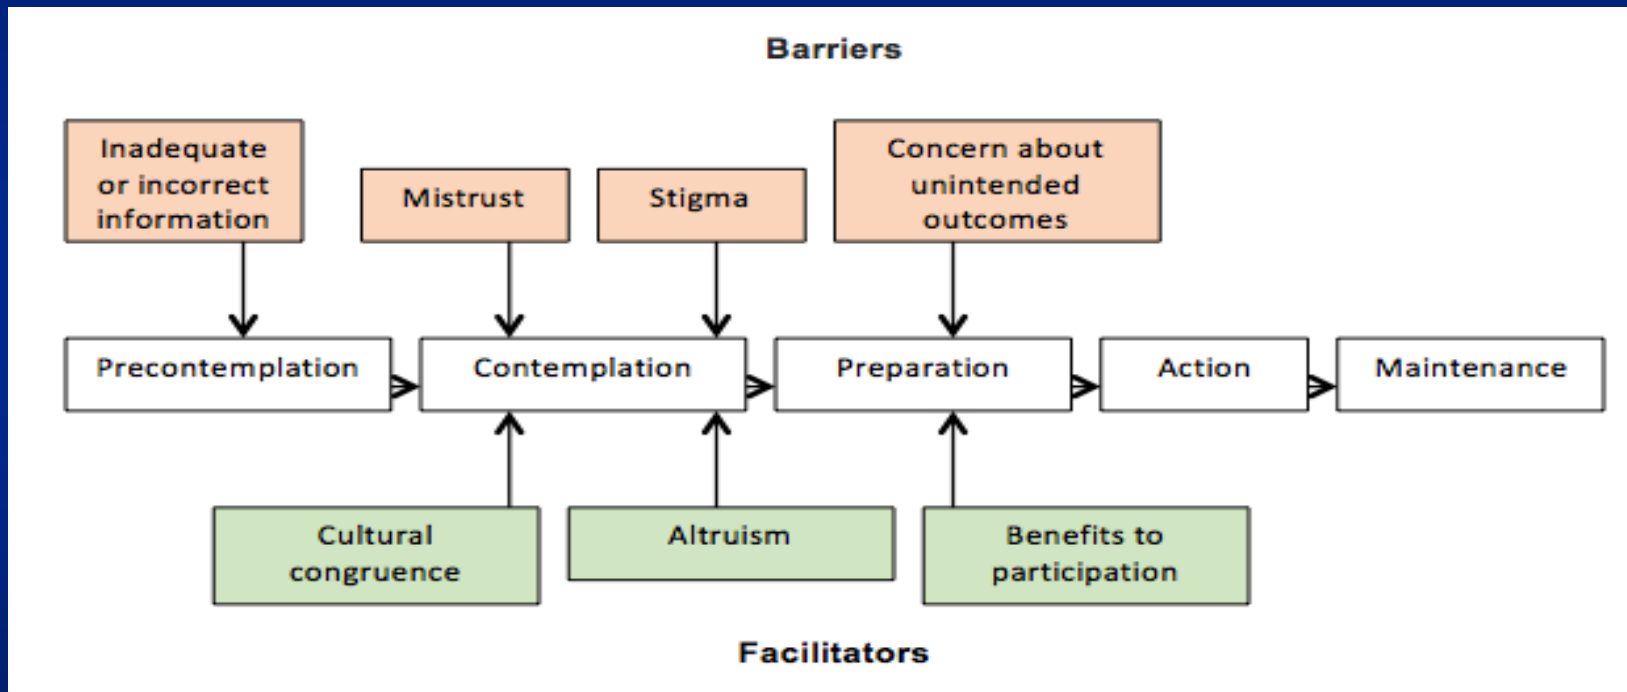 Barriers
Inadequate
or incorrect
information
Mistrust
Stigma
Concern about
unintended
outcomes
Precontemplation
Contemplation
Preparation
Action
Maintenance
Cultural
congruence
Altruism
Benefits to
participation
Facilitators